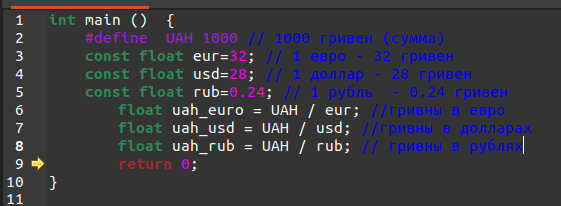 1 int main ()  {
2 #define  UAH 1000 // 1000 гривен (сумма)
3 const float eur=32; // 1 евро - 32 гривен
4 const float usd=28; // 1 доллар - 28 гривен
5 const float rub=0.24; // 1 рубль  - 0.24 гривен
6 float uah_euro = UAH / eur; //гривны в евро
7 float uah_usd = UAH / usd; //гривны в долларах
8 float uah_rub = UAH / rub; // гривны в рублях
9 return 0;
10 }
11